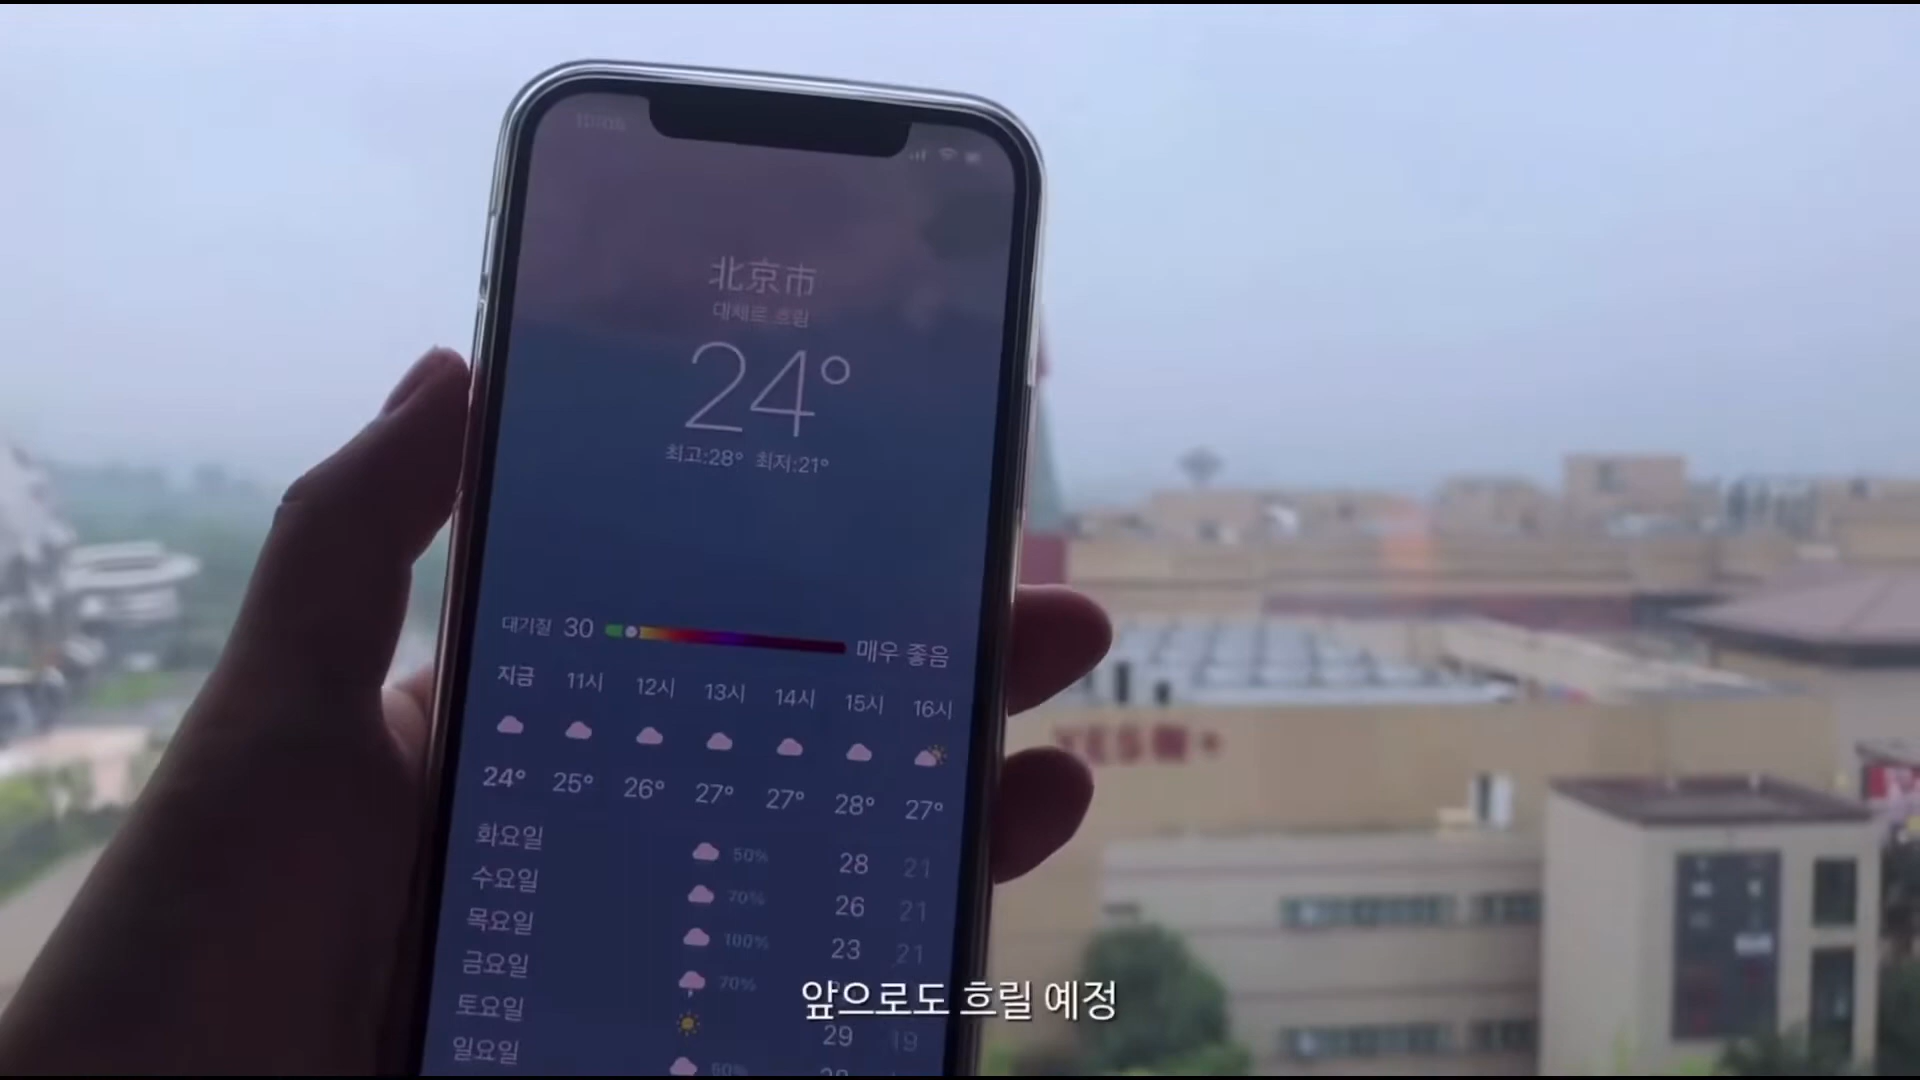 北京市
대체로 흐림
24°
최고:28° 최저:21°
대기질 30 매우 좋음
지금 11시 12시 13시 14시 15시 16시
24° 25° 26° 27° 27° 28° 27°
화요일 50% 28 21
수요일 70% 26 21
목요일 100% 23 21
금요일 70%
토요일 29 19
일요일 50%
앞으로도 흐릴 예정